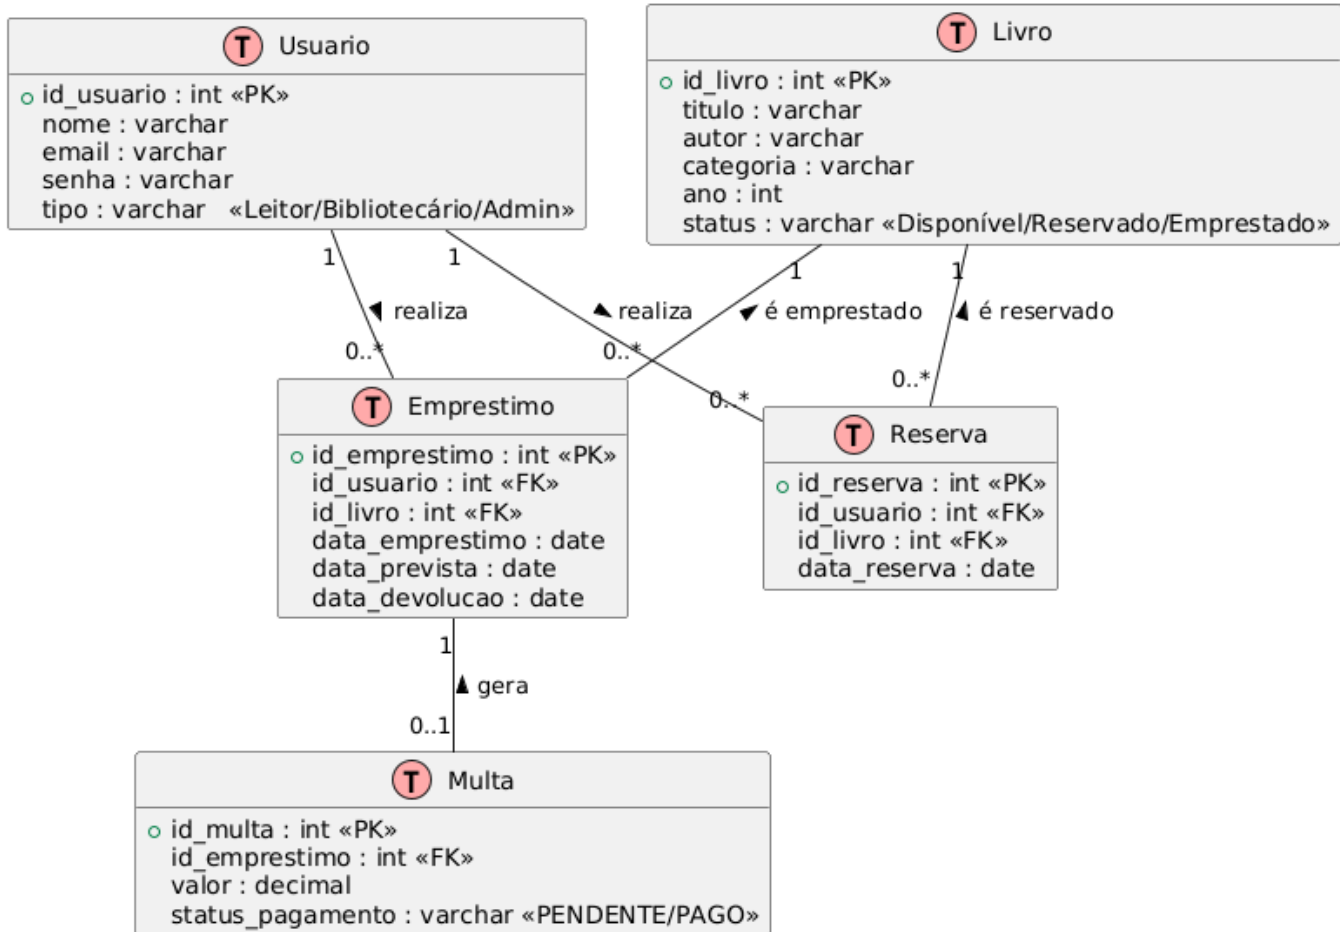 T Usuario
id_usuario : int «PK»
nome : varchar
email : varchar
senha : varchar
tipo : varchar «Leitor/Bibliotecário/Admin»
T Livro
id_livro : int «PK»
titulo : varchar
autor : varchar
categoria : varchar
ano : int
status : varchar «Disponível/Reservado/Emprestado»
1
1
1
1
realiza
realiza
é emprestado
é reservado
0..*
0..*
0..*
0..*
T Emprestimo
id_emprestimo : int «PK»
id_usuario : int «FK»
id_livro : int «FK»
data_emprestimo : date
data_prevista : date
data_devolucao : date
T Reserva
id_reserva : int «PK»
id_usuario : int «FK»
id_livro : int «FK»
data_reserva : date
1
gera
0..1
T Multa
id_multa : int «PK»
id_emprestimo : int «FK»
valor : decimal
status_pagamento : varchar «PENDENTE/PAGO»